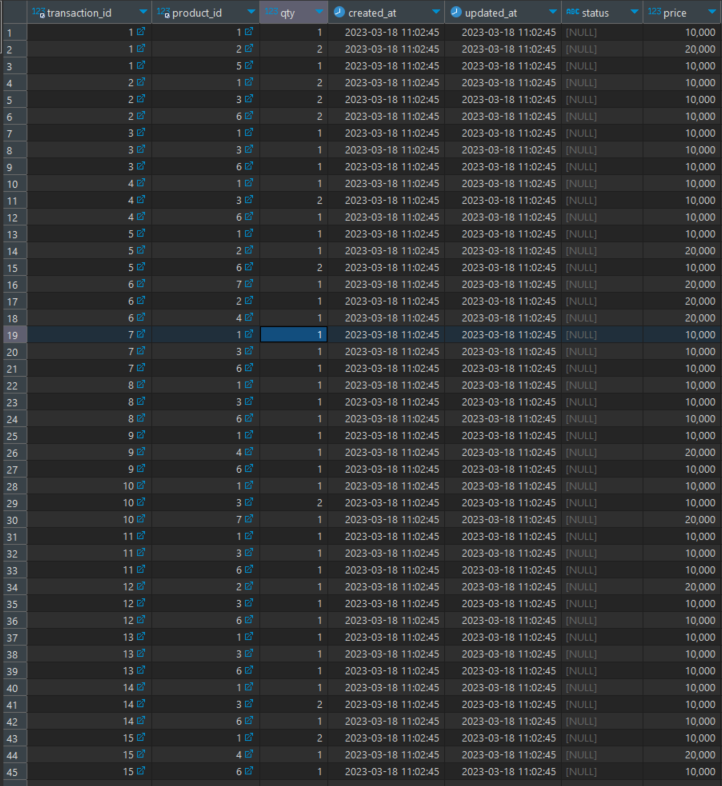 123 transaction_id 123 product_id 123 qty created_at updated_at ABC status 123 price
1 1 1 1 2023-03-18 11:02:45 2023-03-18 11:02:45 [NULL] 10,000
2 1 2 2 2023-03-18 11:02:45 2023-03-18 11:02:45 [NULL] 20,000
3 1 5 1 2023-03-18 11:02:45 2023-03-18 11:02:45 [NULL] 10,000
4 2 1 2 2023-03-18 11:02:45 2023-03-18 11:02:45 [NULL] 10,000
5 2 3 2 2023-03-18 11:02:45 2023-03-18 11:02:45 [NULL] 10,000
6 2 6 2 2023-03-18 11:02:45 2023-03-18 11:02:45 [NULL] 10,000
7 3 1 1 2023-03-18 11:02:45 2023-03-18 11:02:45 [NULL] 10,000
8 3 3 1 2023-03-18 11:02:45 2023-03-18 11:02:45 [NULL] 10,000
9 3 6 1 2023-03-18 11:02:45 2023-03-18 11:02:45 [NULL] 10,000
10 4 1 1 2023-03-18 11:02:45 2023-03-18 11:02:45 [NULL] 10,000
11 4 3 2 2023-03-18 11:02:45 2023-03-18 11:02:45 [NULL] 10,000
12 4 6 1 2023-03-18 11:02:45 2023-03-18 11:02:45 [NULL] 10,000
13 5 1 1 2023-03-18 11:02:45 2023-03-18 11:02:45 [NULL] 10,000
14 5 2 1 2023-03-18 11:02:45 2023-03-18 11:02:45 [NULL] 20,000
15 5 6 2 2023-03-18 11:02:45 2023-03-18 11:02:45 [NULL] 10,000
16 6 7 1 2023-03-18 11:02:45 2023-03-18 11:02:45 [NULL] 20,000
17 6 2 1 2023-03-18 11:02:45 2023-03-18 11:02:45 [NULL] 20,000
18 6 4 1 2023-03-18 11:02:45 2023-03-18 11:02:45 [NULL] 20,000
19 7 1 1 2023-03-18 11:02:45 2023-03-18 11:02:45 [NULL] 10,000
20 7 3 1 2023-03-18 11:02:45 2023-03-18 11:02:45 [NULL] 10,000
21 7 6 1 2023-03-18 11:02:45 2023-03-18 11:02:45 [NULL] 10,000
22 8 1 1 2023-03-18 11:02:45 2023-03-18 11:02:45 [NULL] 10,000
23 8 3 1 2023-03-18 11:02:45 2023-03-18 11:02:45 [NULL] 10,000
24 8 6 1 2023-03-18 11:02:45 2023-03-18 11:02:45 [NULL] 10,000
25 9 1 1 2023-03-18 11:02:45 2023-03-18 11:02:45 [NULL] 10,000
26 9 4 1 2023-03-18 11:02:45 2023-03-18 11:02:45 [NULL] 20,000
27 9 6 1 2023-03-18 11:02:45 2023-03-18 11:02:45 [NULL] 10,000
28 10 1 1 2023-03-18 11:02:45 2023-03-18 11:02:45 [NULL] 10,000
29 10 3 2 2023-03-18 11:02:45 2023-03-18 11:02:45 [NULL] 10,000
30 10 7 1 2023-03-18 11:02:45 2023-03-18 11:02:45 [NULL] 20,000
31 11 1 1 2023-03-18 11:02:45 2023-03-18 11:02:45 [NULL] 10,000
32 11 3 1 2023-03-18 11:02:45 2023-03-18 11:02:45 [NULL] 10,000
33 11 6 1 2023-03-18 11:02:45 2023-03-18 11:02:45 [NULL] 10,000
34 12 2 1 2023-03-18 11:02:45 2023-03-18 11:02:45 [NULL] 20,000
35 12 3 1 2023-03-18 11:02:45 2023-03-18 11:02:45 [NULL] 10,000
36 12 6 1 2023-03-18 11:02:45 2023-03-18 11:02:45 [NULL] 10,000
37 13 1 1 2023-03-18 11:02:45 2023-03-18 11:02:45 [NULL] 10,000
38 13 3 1 2023-03-18 11:02:45 2023-03-18 11:02:45 [NULL] 10,000
39 13 6 1 2023-03-18 11:02:45 2023-03-18 11:02:45 [NULL] 10,000
40 14 1 1 2023-03-18 11:02:45 2023-03-18 11:02:45 [NULL] 10,000
41 14 3 2 2023-03-18 11:02:45 2023-03-18 11:02:45 [NULL] 10,000
42 14 6 1 2023-03-18 11:02:45 2023-03-18 11:02:45 [NULL] 10,000
43 15 1 2 2023-03-18 11:02:45 2023-03-18 11:02:45 [NULL] 10,000
44 15 4 1 2023-03-18 11:02:45 2023-03-18 11:02:45 [NULL] 20,000
45 15 6 1 2023-03-18 11:02:45 2023-03-18 11:02:45 [NULL] 10,000